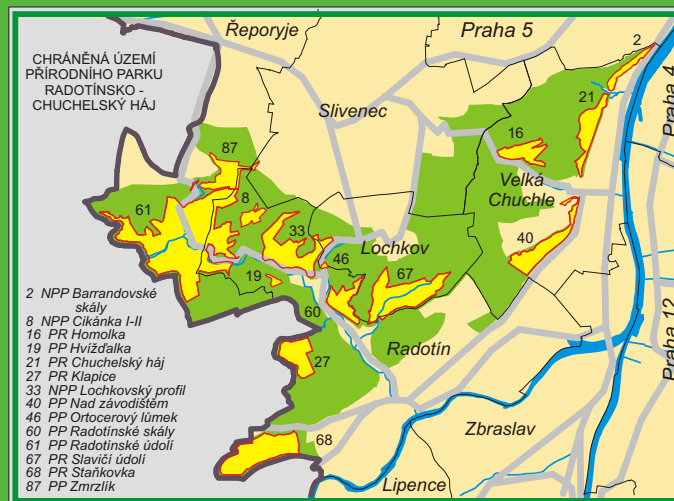 CHRÁNĚNÁ ÚZEMÍ
PŘÍRODNÍHO PARKU
RADOTÍNSKO -
CHUCHELSKÝ HÁJ
Řeporyje
Praha 5
2
Praha 4
21
Slivenec
16
87
Velká
Chuchle
61
8
33
40
46
Lochkov
19
67
60
Radotín
27
Praha 12
Zbraslav
68
Lipence
2 NPP Barrandovské
skály
8 NPP Cikánka I-II
16 PR Homolka
19 PP Hvížďalka
21 PR Chuchelský háj
27 PR Klapice
33 NPP Lochkovský profil
40 PP Nad závodištěm
46 PP Ortocerový lùmek
60 PP Radotínské skály
61 PP Radotínské údolí
67 PR Slavičí údolí
68 PR Staňkovka
87 PP Zmrzlík